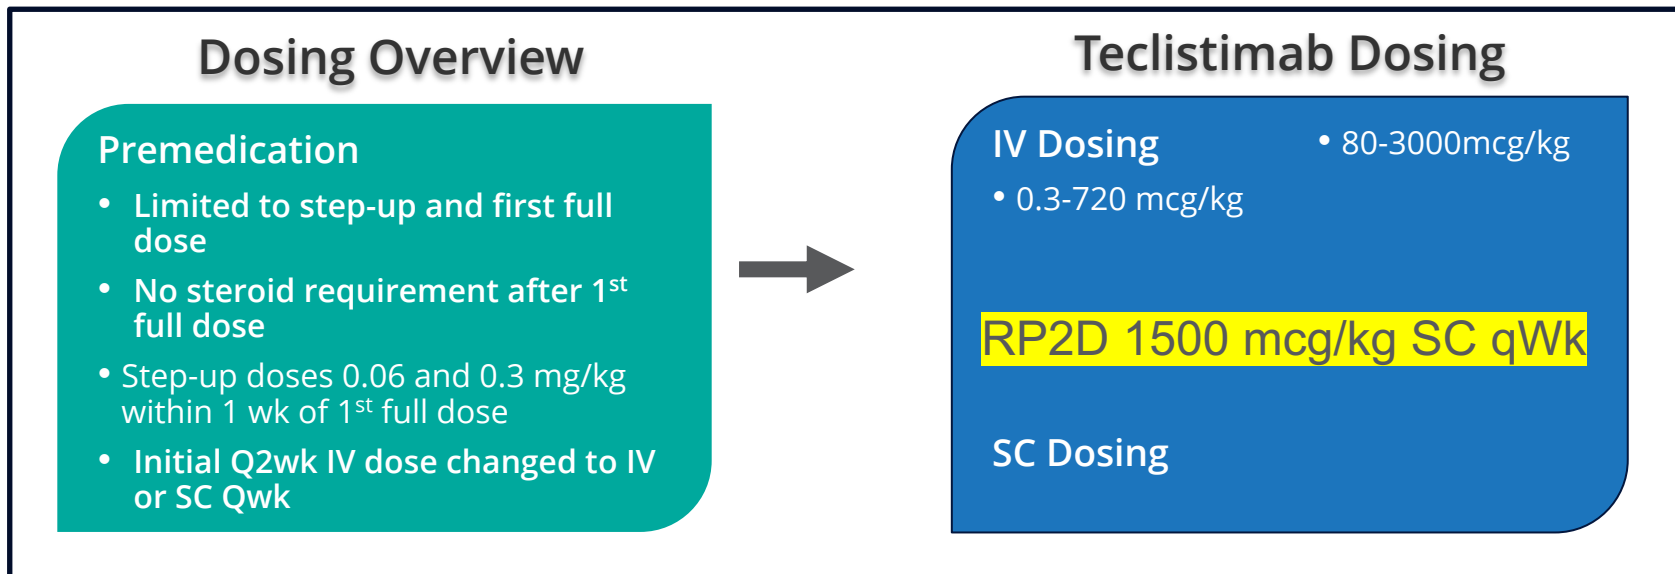 Dosing Overview
Premedication
• Limited to step-up and first full
dose
• No steroid requirement after 1st
full dose
• Step-up doses 0.06 and 0.3 mg/kg
within 1 wk of 1st full dose
• Initial Q2wk IV dose changed to IV
or SC Qwk
Teclistimab Dosing
IV Dosing
• 0.3-720 mcg/kg
• 80-3000mcg/kg
RP2D 1500 mcg/kg SC qWk
SC Dosing